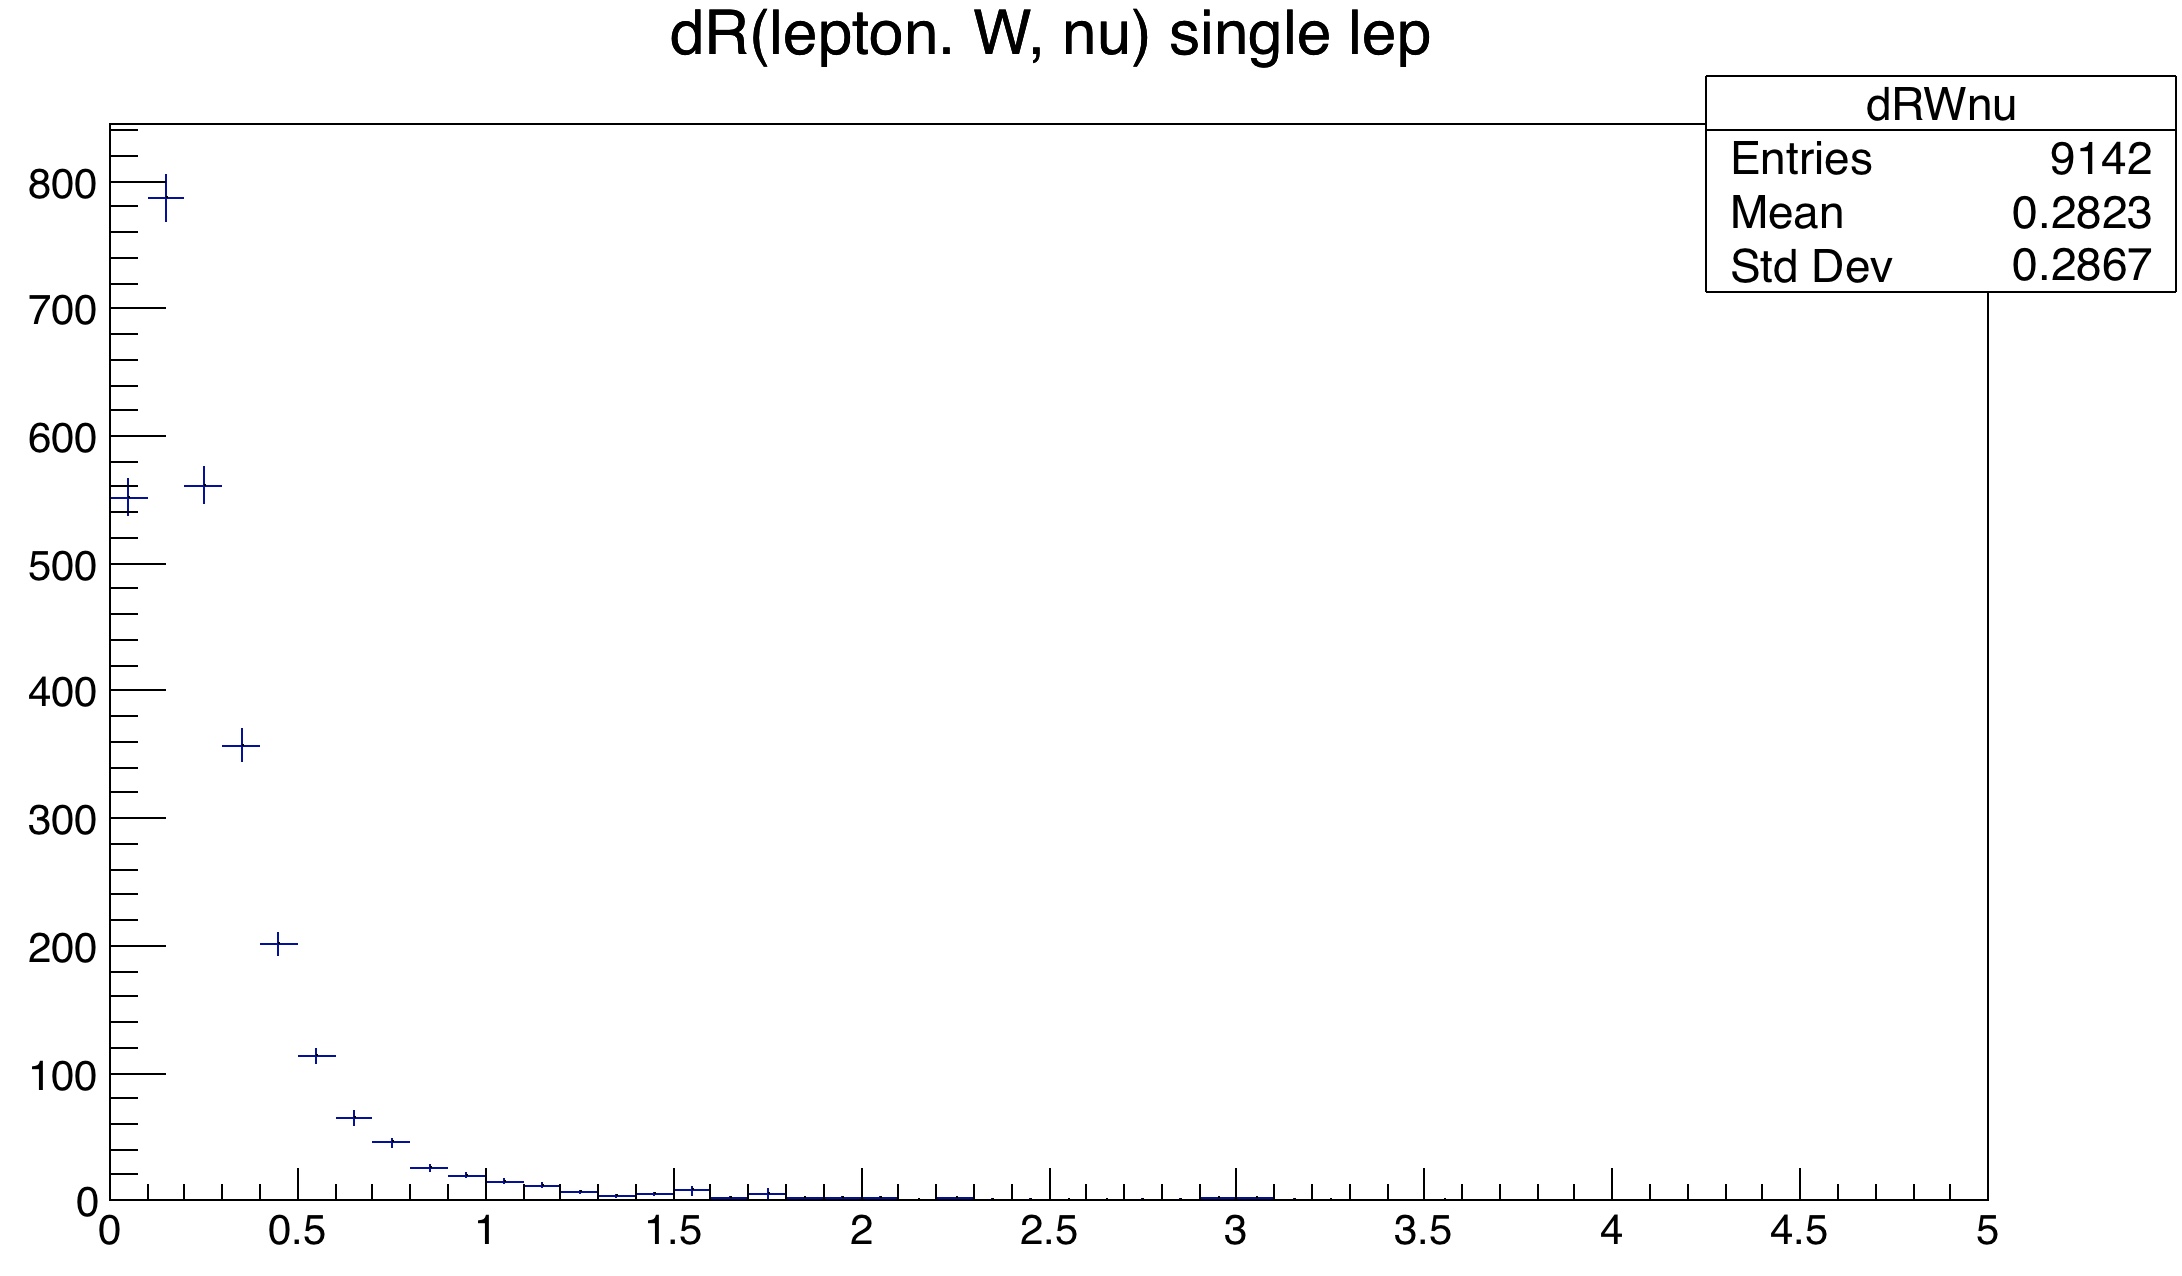 dR(lepton. W, nu) single lep
dRWnu
Entries 9142
Mean 0.2823
Std Dev 0.2867
800
700
600
500
400
300
200
100
0
0 0.5 1 1.5 2 2.5 3 3.5 4 4.5 5